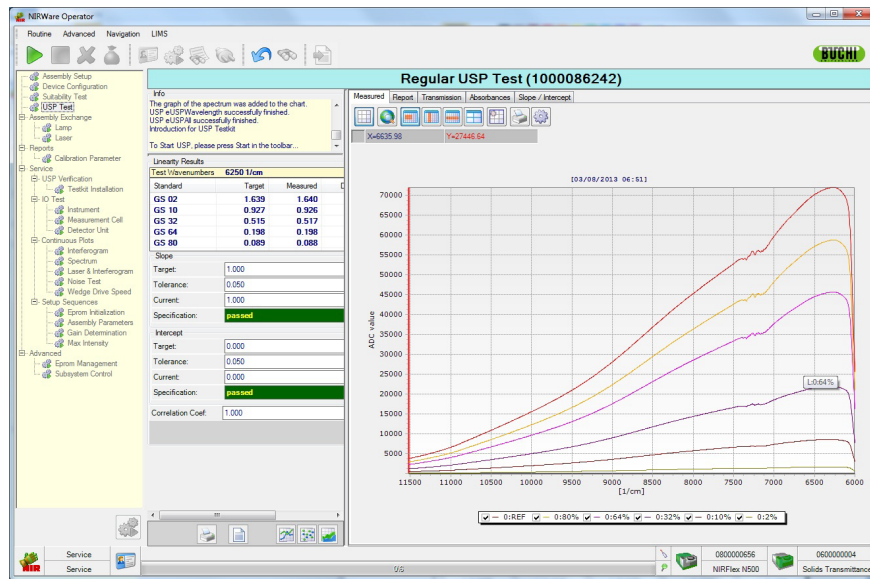 NIRWare Operator
Routine Advanced Navigation LIMS
BUCHI
Assembly Setup
Device Configuration
Suitability Test
USP Test
Assembly Exchange
Lamp
Laser
Reports
Calibration Parameter
Service
USP Verification
Testkit Installation
IO Test
Instrument
Measurement Cell
Detector Unit
Continuous Plots
Interferogram
Spectrum
Laser & Interferogram
Noise Test
Wedge Drive Speed
Setup Sequences
Eprom Initialization
Assembly Parameters
Gain Determination
Max Intensity
Advanced
Eprom Management
Subsystem Control
Regular USP Test (1000086242)
Info
The graph of the spectrum was added to the chart.
USP eUSPWavelength successfully finished.
USP eUSPAll successfully finished.
Introduction for USP Testkit
To Start USP, please press Start in the toolbar...
Linearity Results
Test Wavenumbers 6250 1/cm
Standard Target Measured D
GS 02 1.639 1.640
GS 10 0.927 0.926
GS 32 0.515 0.517
GS 64 0.198 0.198
GS 80 0.089 0.088
Slope
Target: 1.000
Tolerance: 0.050
Current: 1.000
Specification: passed
Intercept
Target: 0.000
Tolerance: 0.050
Current: 0.000
Specification: passed
Correlation Coef: 1.000
Measured Report Transmission Absorbances Slope / Intercept
X=6635.98 Y=27446.64
[03/08/2013 06:51]
70000
65000
60000
55000
50000
45000
40000
35000
30000
25000
20000
15000
10000
5000
ADC value
L:0:64%
11500 11000 10500 10000 9500 9000 8500 8000 7500 7000 6500 6000
[1/cm]
0:REF 0:80% 0:64% 0:32% 0:10% 0:2%
NIR
Service
Service
0/6
0800000656
NIRFlex N500
0600000004
Solids Transmittance